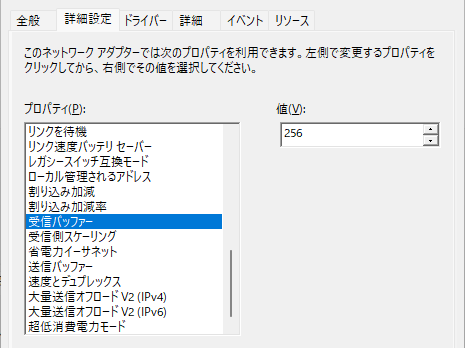 全般 詳細設定 ドライバー 詳細 イベント リソース
このネットワーク アダプターでは次のプロパティを利用できます。左側で変更するプロパティを
クリックしてから、右側でその値を選択してください。
プロパティ(P): 値(V):
256
リンクを待機
リンク速度バッテリ セーバー
レガシースイッチ互換モード
ローカル管理されるアドレス
割り込み加減
割り込み加減率
受信バッファー
受信側スケーリング
省電力イーサネット
送信バッファー
速度とデュプレックス
大量送信オフロード V2 (IPv4)
大量送信オフロード V2 (IPv6)
超低消費電力モード